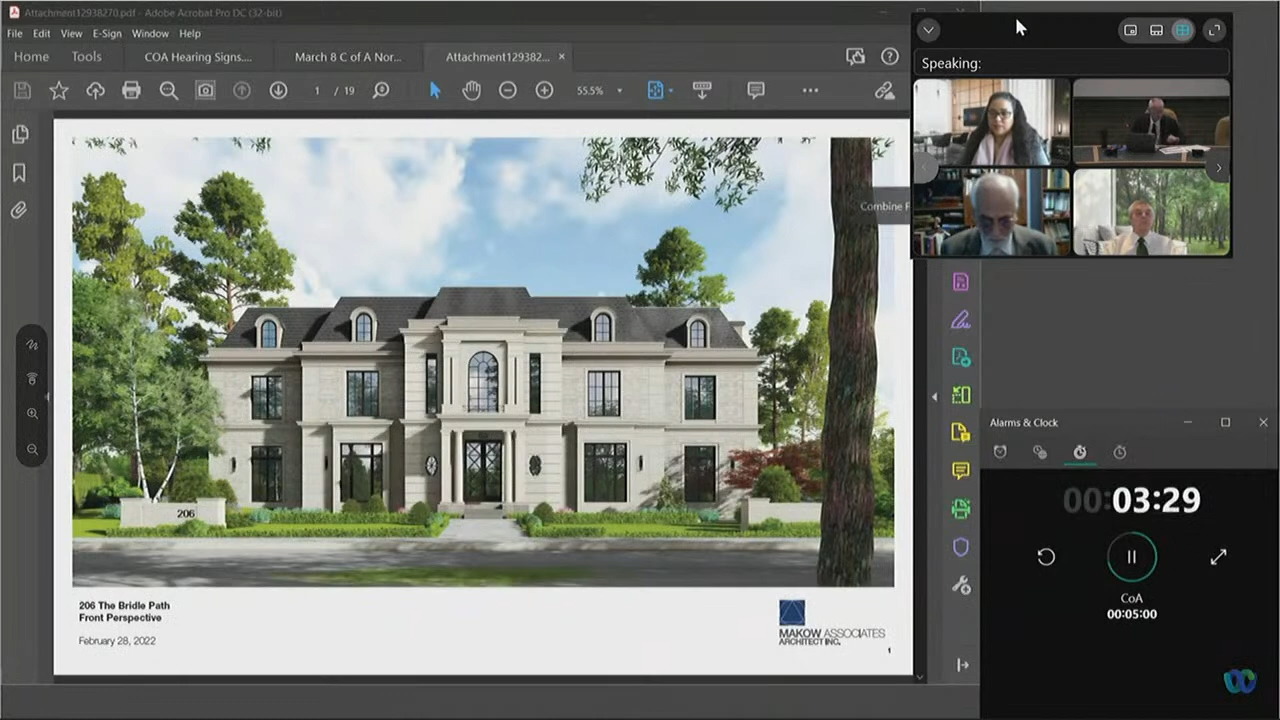 Attachment12938270.pdf - Adobe Acrobat Pro DC (32-bit)
File Edit View E-Sign Window Help
Home Tools COA Hearing Signs.... March 8 C of A Nor... Attachment129382...
1 / 19 55.5%
Speaking:
Combine F
206
206 The Bridle Path
Front Perspective
February 28, 2022
MAKOW ASSOCIATES
ARCHITECT INC.
1
Alarms & Clock
00:03:29
CoA
00:05:00